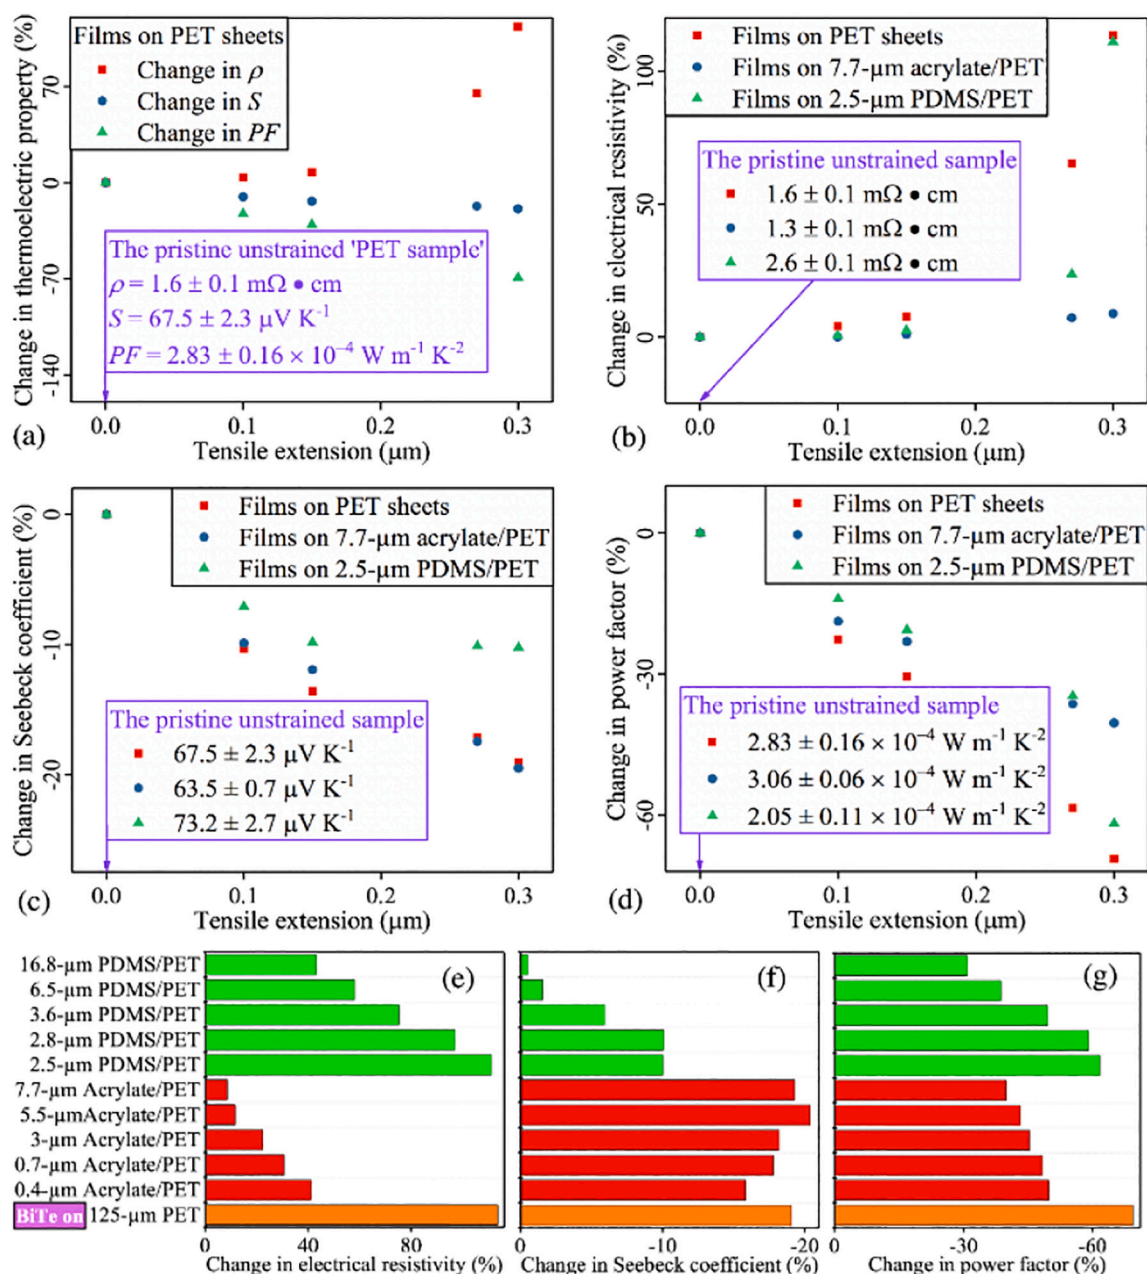 Change in thermoelectric property (%)
70
0
-70
-140
Films on PET sheets
Change in ρ
Change in S
Change in PF
The pristine unstrained 'PET sample'
ρ = 1.6 ± 0.1 mΩ • cm
S = 67.5 ± 2.3 μV K⁻¹
PF = 2.83 ± 0.16 × 10⁻⁴ W m⁻¹ K⁻²
0.0 0.1 0.2 0.3
(a) Tensile extension (μm)
Change in electrical resistivity (%)
100
50
0
Films on PET sheets
Films on 7.7-μm acrylate/PET
Films on 2.5-μm PDMS/PET
The pristine unstrained sample
1.6 ± 0.1 mΩ • cm
1.3 ± 0.1 mΩ • cm
2.6 ± 0.1 mΩ • cm
0.0 0.1 0.2 0.3
(b) Tensile extension (μm)
Change in Seebeck coefficient (%)
0
-10
-20
Films on PET sheets
Films on 7.7-μm acrylate/PET
Films on 2.5-μm PDMS/PET
The pristine unstrained sample
67.5 ± 2.3 μV K⁻¹
63.5 ± 0.7 μV K⁻¹
73.2 ± 2.7 μV K⁻¹
0.0 0.1 0.2 0.3
(c) Tensile extension (μm)
Change in power factor (%)
0
-30
-60
Films on PET sheets
Films on 7.7-μm acrylate/PET
Films on 2.5-μm PDMS/PET
The pristine unstrained sample
2.83 ± 0.16 × 10⁻⁴ W m⁻¹ K⁻²
3.06 ± 0.06 × 10⁻⁴ W m⁻¹ K⁻²
2.05 ± 0.11 × 10⁻⁴ W m⁻¹ K⁻²
0.0 0.1 0.2 0.3
(d) Tensile extension (μm)
16.8-μm PDMS/PET
6.5-μm PDMS/PET
3.6-μm PDMS/PET
2.8-μm PDMS/PET
2.5-μm PDMS/PET
7.7-μm Acrylate/PET
5.5-μmAcrylate/PET
3-μm Acrylate/PET
0.7-μm Acrylate/PET
0.4-μm Acrylate/PET
BiTe on 125-μm PET
(e)
0 40 80
Change in electrical resistivity (%)
(f)
0 -10 -20
Change in Seebeck coefficient (%)
(g)
0 -30 -60
Change in power factor (%)